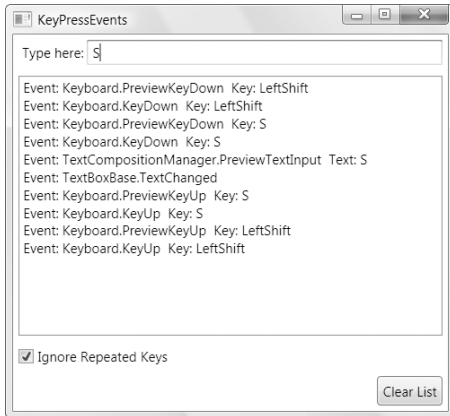 KeyPressEvents
Type here: S
Event: Keyboard.PreviewKeyDown Key: LeftShift
Event: Keyboard.KeyDown Key: LeftShift
Event: Keyboard.PreviewKeyDown Key: S
Event: Keyboard.KeyDown Key: S
Event: TextCompositionManager.PreviewTextInput Text: S
Event: TextBoxBase.TextChanged
Event: Keyboard.PreviewKeyUp Key: S
Event: Keyboard.KeyUp Key: S
Event: Keyboard.PreviewKeyUp Key: LeftShift
Event: Keyboard.KeyUp Key: LeftShift
Ignore Repeated Keys
Clear List